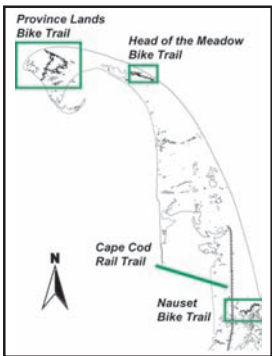 Province Lands
Bike Trail
Head of the Meadow
Bike Trail
Cape Cod
Rail Trail
N
Nauset
Bike Trail